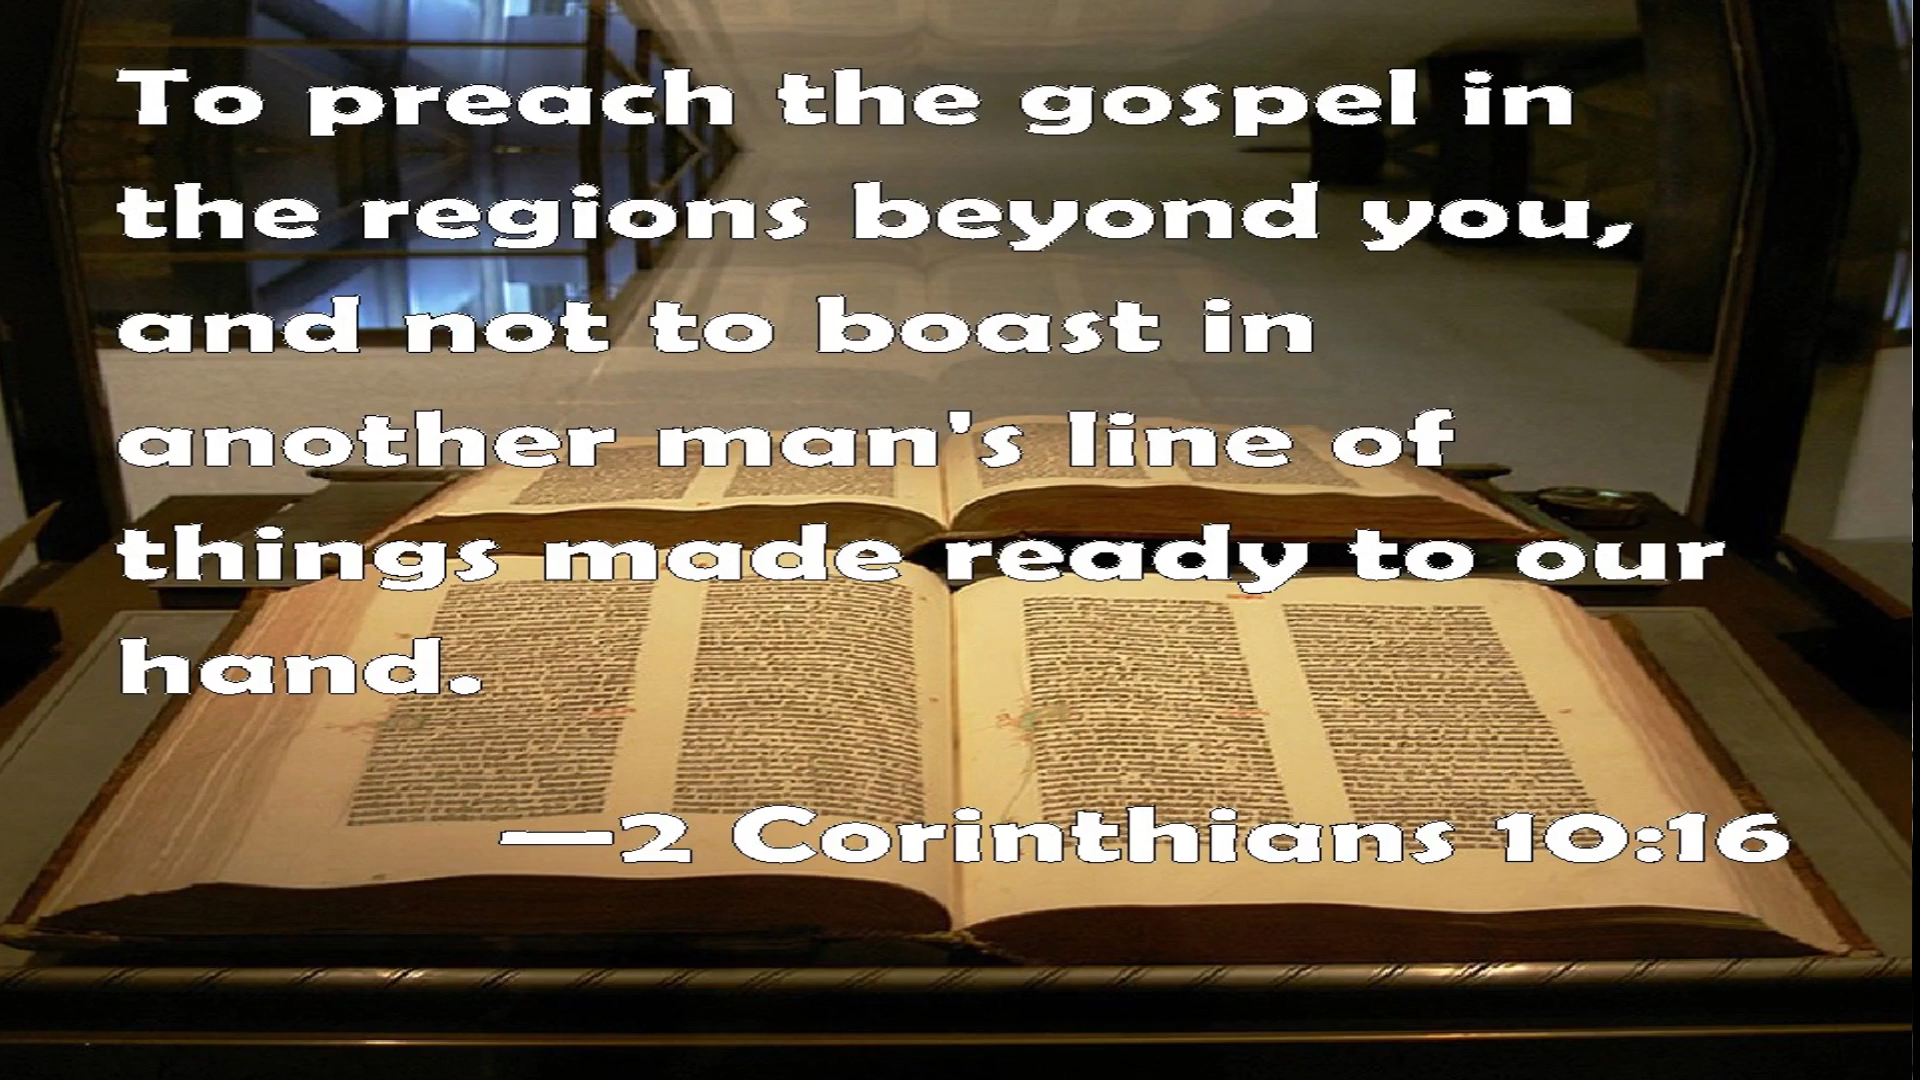 To preach the gospel in
the regions beyond you,
and not to boast in
another man's line of
things made ready to our
hand.
—2 Corinthians 10:16